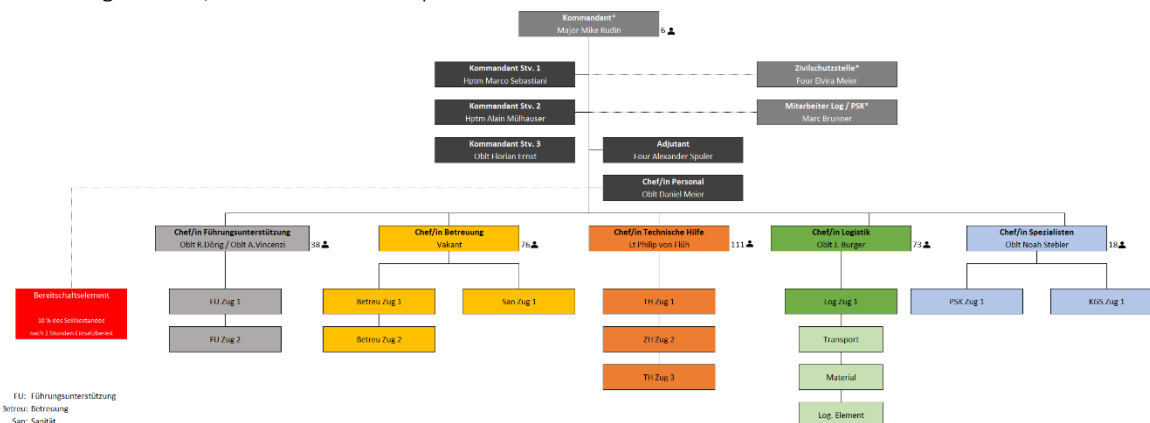 Kommandant*
Major Mike Rudin
6
Kommandant Stv. 1
Hptm Marco Sebastiani
Zivilschutzstelle*
Four Elvira Meier
Kommandant Stv. 2
Hptm Alain Mülhauser
Mitarbeiter Log / PSK*
Marc Brunner
Kommandant Stv. 3
Oblt Florian Ernst
Adjutant
Four Alexander Spuler
Chef/in Personal
Oblt Daniel Meier
Chef/in Führungsunterstützung
Oblt R.Dörig / Oblt A.Vincenzi
38
Chef/in Betreuung
Vakant
76
Chef/in Technische Hilfe
Lt Philip von Flüh
111
Chef/in Logistik
Oblt J. Burger
73
Chef/in Spezialisten
Oblt Noah Stebler
18
Bereitschaftselement
10 % des Sollbestandes
nach 2 Stunden Einsatzbereit
FU Zug 1
Betreu Zug 1
San Zug 1
TH Zug 1
Log Zug 1
PSK Zug 1
KGS Zug 1
FU Zug 2
Betreu Zug 2
ZH Zug 2
Transport
TH Zug 3
Material
Log. Element
FU: Führungsunterstützung
Betreu: Betreuung
San: Sanität